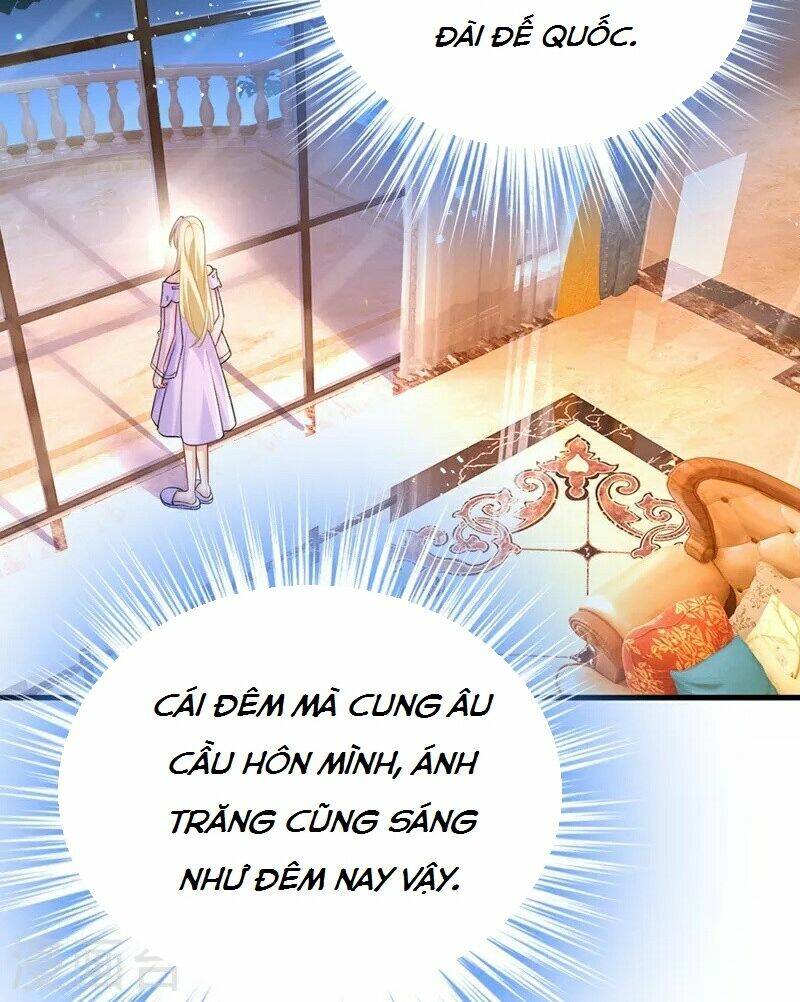 ĐÀI ĐẾ QUỐC.
CÁI ĐÊM MÀ CUNG ÂU
CẦU HÔN MÌNH, ÁNH
TRĂNG CŨNG SÁNG
NHƯ ĐÊM NAY VẬY.